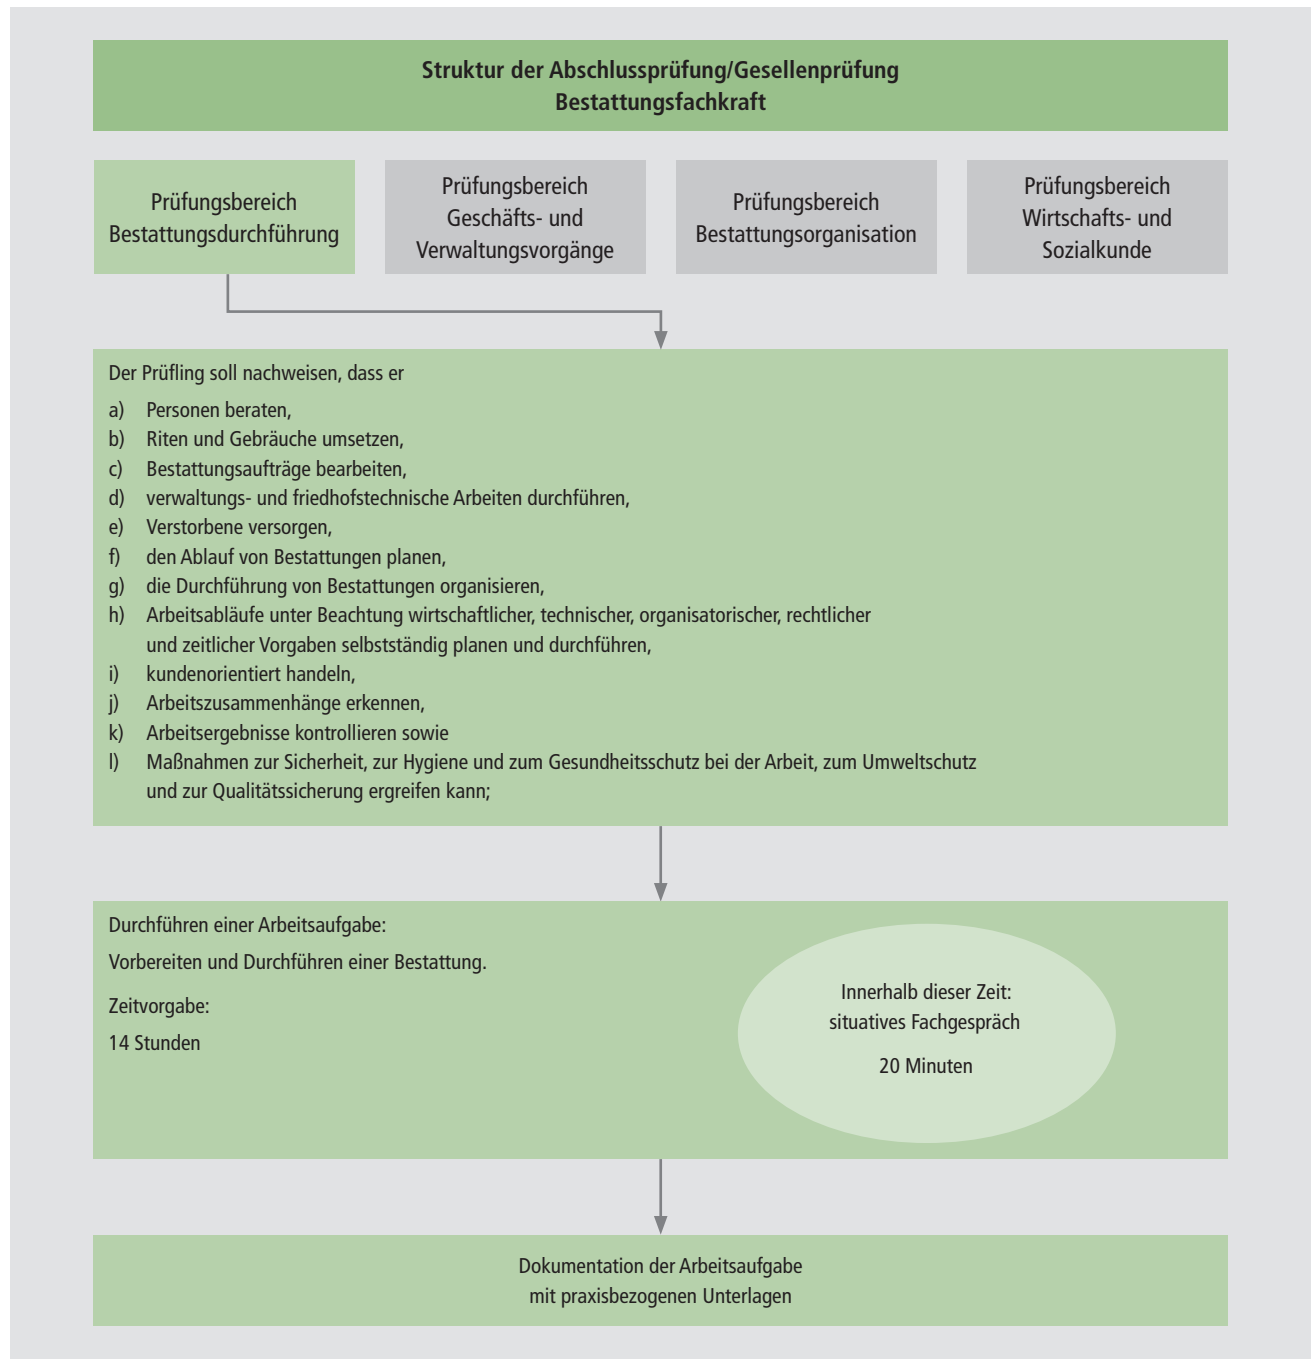 Struktur der Abschlussprüfung/Gesellenprüfung
Bestattungsfachkraft
Prüfungsbereich
Bestattungsdurchführung
Prüfungsbereich
Geschäfts- und
Verwaltungsvorgänge
Prüfungsbereich
Bestattungsorganisation
Prüfungsbereich
Wirtschafts- und
Sozialkunde
Der Prüfling soll nachweisen, dass er
a) Personen beraten,
b) Riten und Gebräuche umsetzen,
c) Bestattungsaufträge bearbeiten,
d) verwaltungs- und friedhofstechnische Arbeiten durchführen,
e) Verstorbene versorgen,
f) den Ablauf von Bestattungen planen,
g) die Durchführung von Bestattungen organisieren,
h) Arbeitsabläufe unter Beachtung wirtschaftlicher, technischer, organisatorischer, rechtlicher
und zeitlicher Vorgaben selbstständig planen und durchführen,
i) kundenorientiert handeln,
j) Arbeitszusammenhänge erkennen,
k) Arbeitsergebnisse kontrollieren sowie
l) Maßnahmen zur Sicherheit, zur Hygiene und zum Gesundheitsschutz bei der Arbeit, zum Umweltschutz
und zur Qualitätssicherung ergreifen kann;
Durchführen einer Arbeitsaufgabe:
Vorbereiten und Durchführen einer Bestattung.
Zeitvorgabe:
14 Stunden
Innerhalb dieser Zeit:
situatives Fachgespräch
20 Minuten
Dokumentation der Arbeitsaufgabe
mit praxisbezogenen Unterlagen